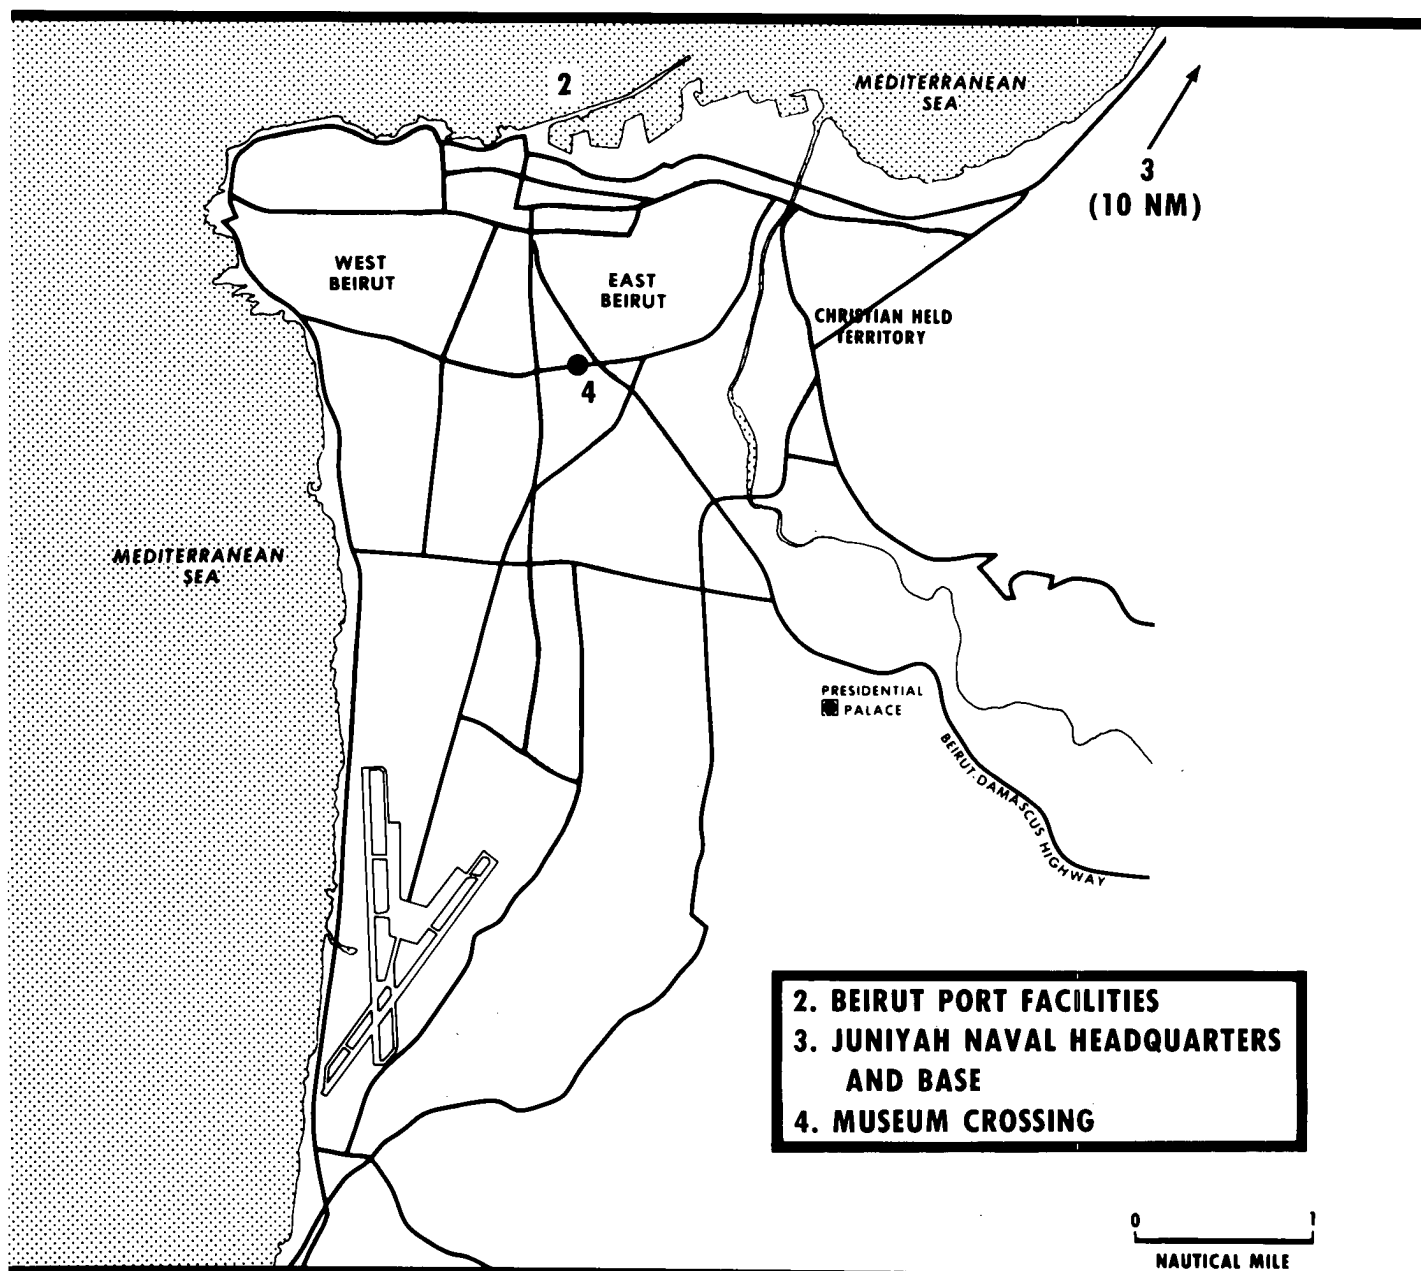 2
MEDITERRANEAN
SEA
3
(10 NM)
WEST
BEIRUT
EAST
BEIRUT
CHRISTIAN HELD
TERRITORY
4
MEDITERRANEAN
SEA
PRESIDENTIAL
PALACE
BEIRUT-DAMASCUS HIGHWAY
2. BEIRUT PORT FACILITIES
3. JUNIYAH NAVAL HEADQUARTERS
AND BASE
4. MUSEUM CROSSING
0 1
NAUTICAL MILE